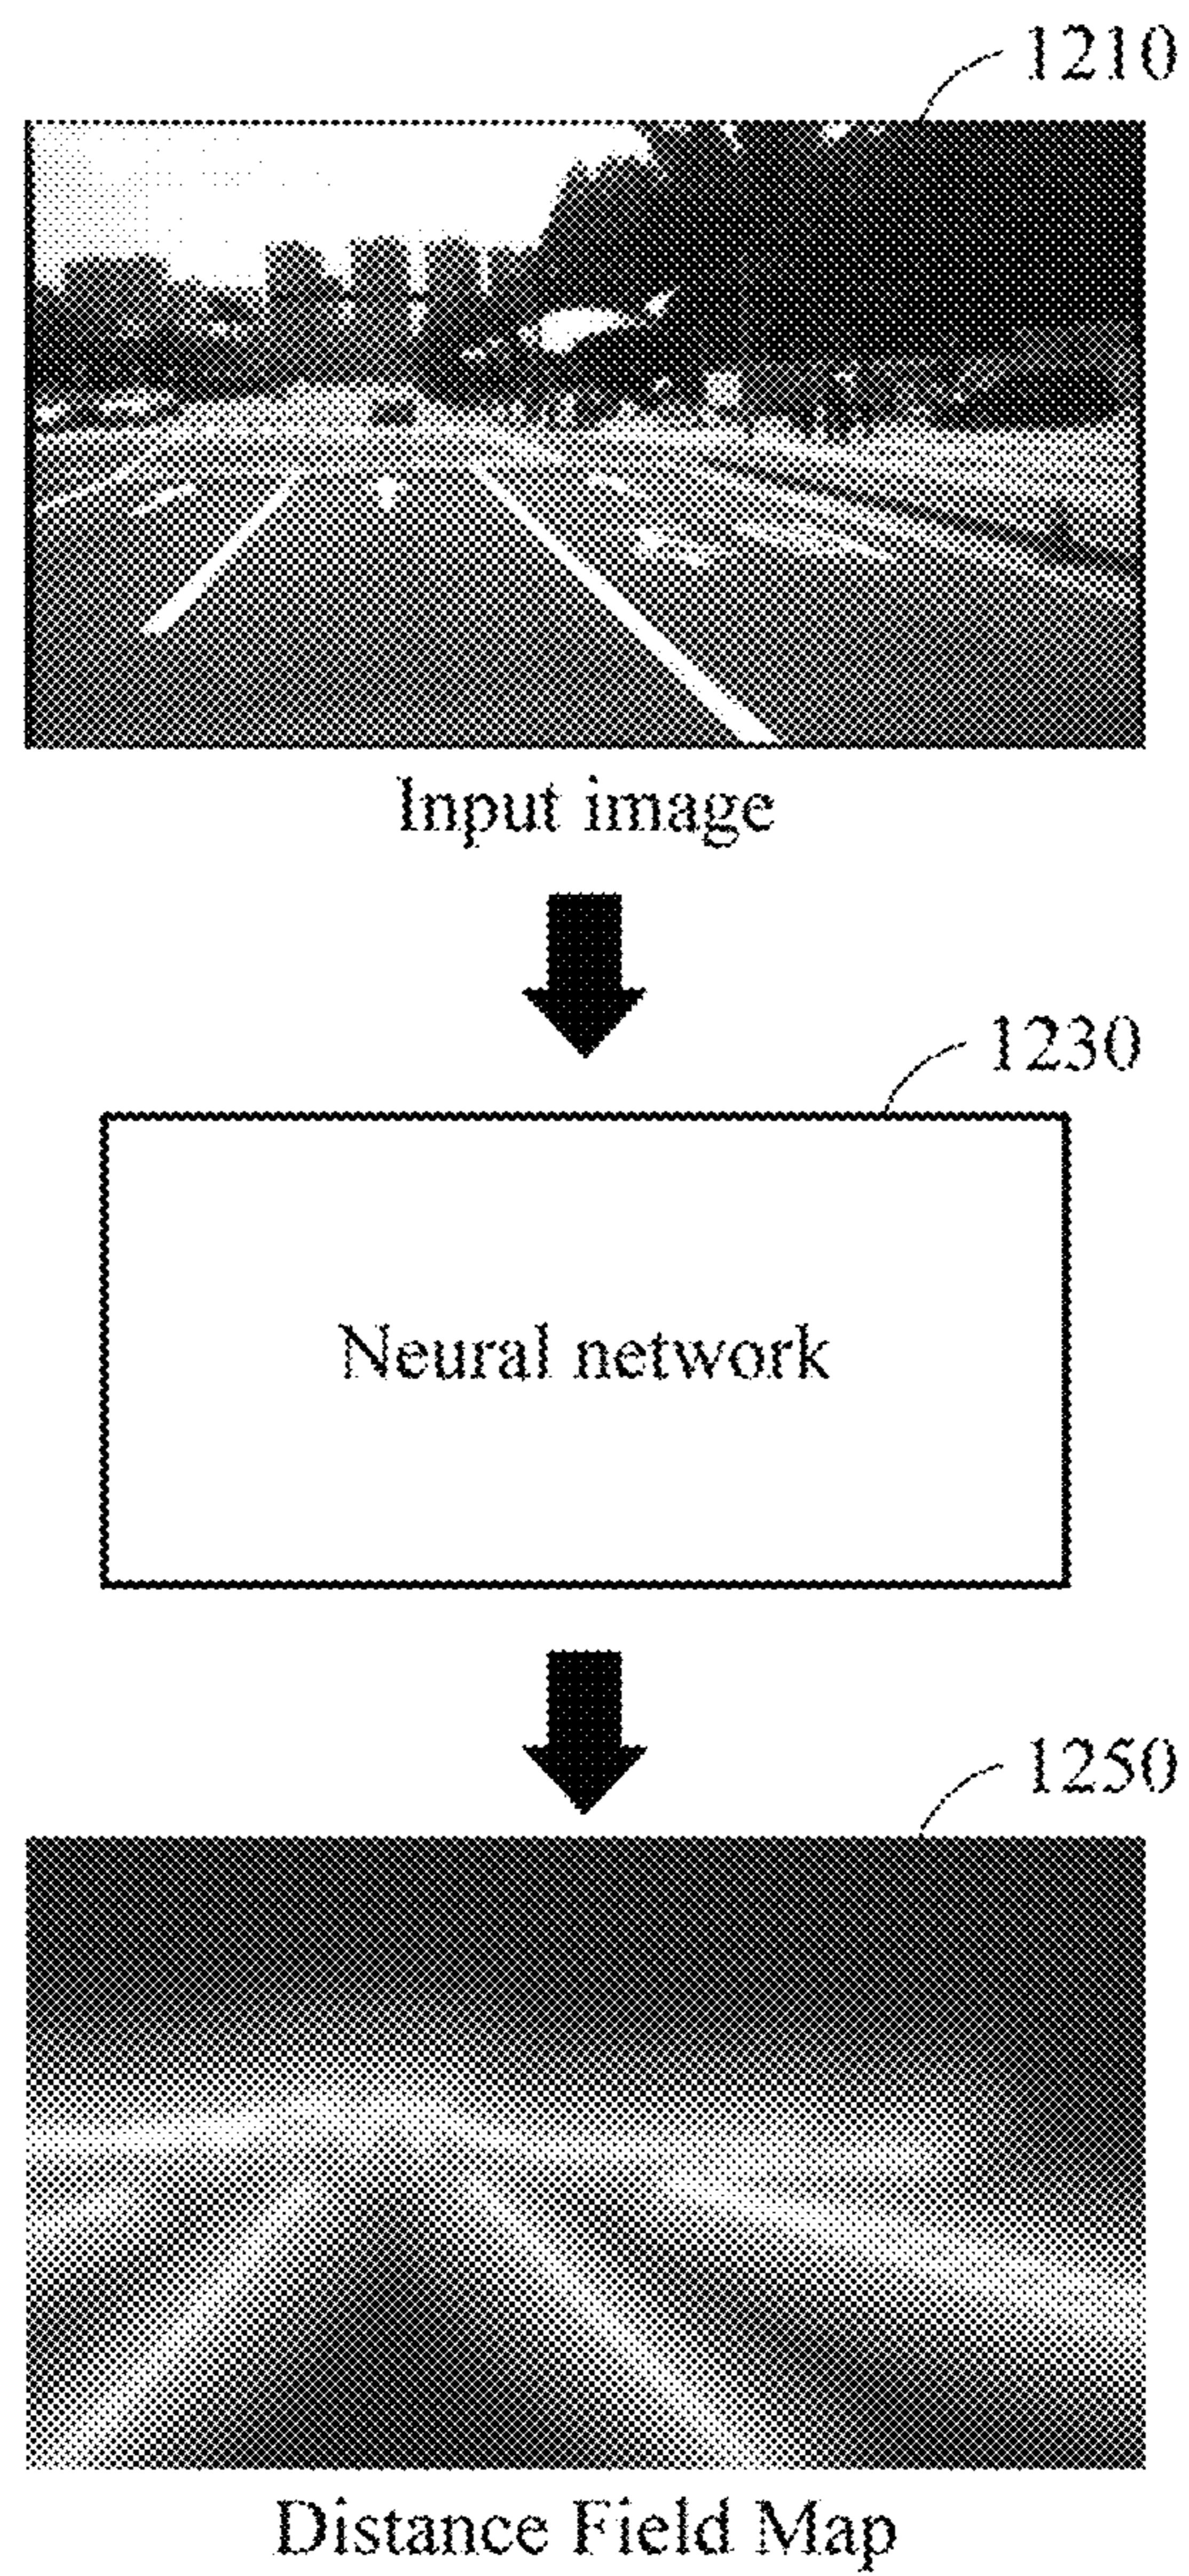 1210
Input image
1230
Neural network
1250
Distance Field Map